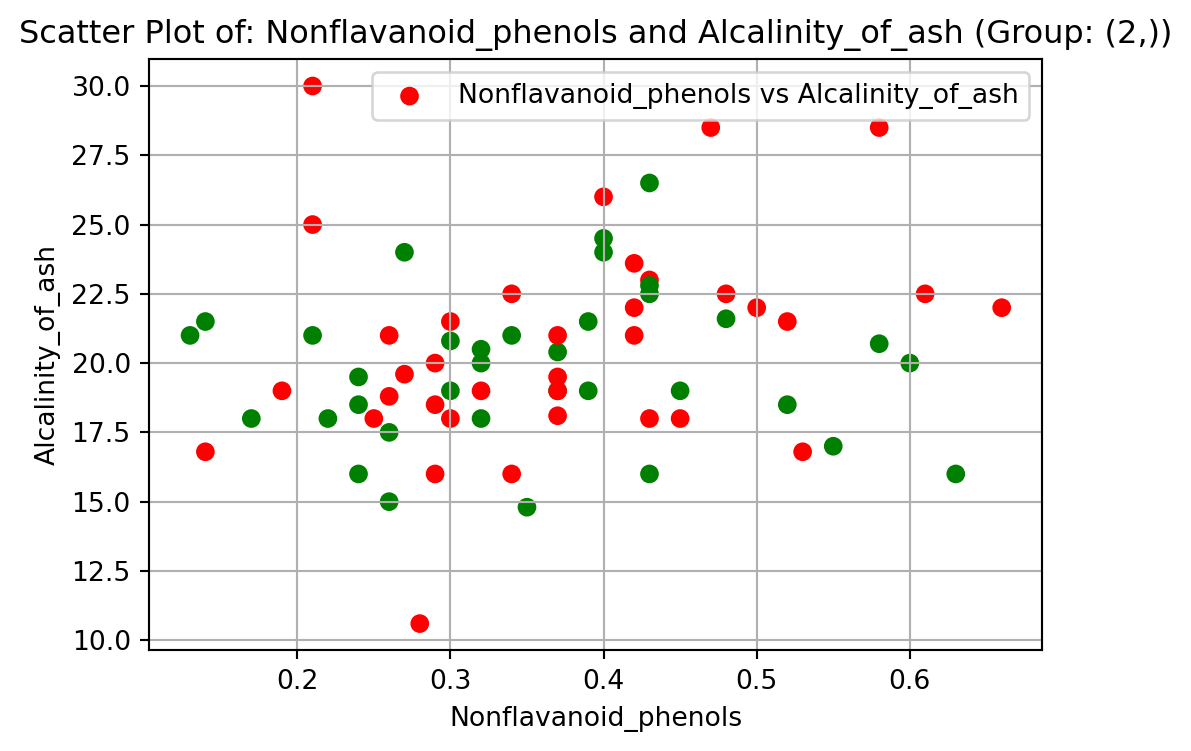 Scatter Plot of: Nonflavanoid_phenols and Alcalinity_of_ash (Group: (2,))
Nonflavanoid_phenols vs Alcalinity_of_ash
30.0
27.5
25.0
22.5
20.0
17.5
15.0
12.5
10.0
Alcalinity_of_ash
0.2 0.3 0.4 0.5 0.6
Nonflavanoid_phenols